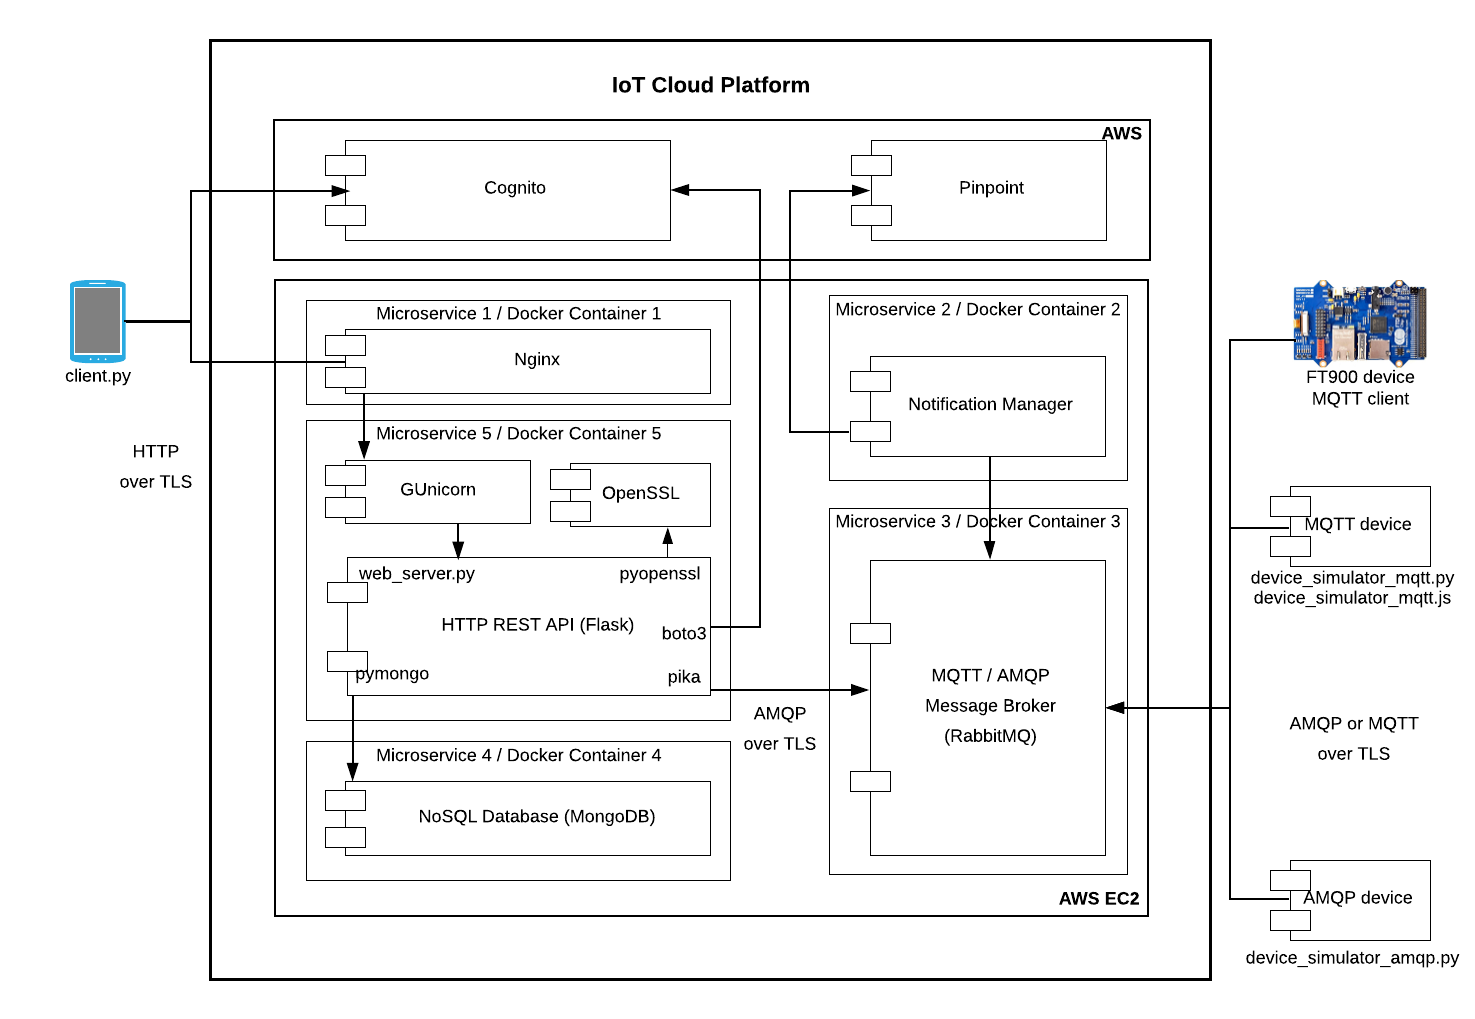 IoT Cloud Platform
AWS
Cognito
Pinpoint
client.py
HTTP
over TLS
Microservice 1 / Docker Container 1
Nginx
Microservice 2 / Docker Container 2
Notification Manager
Microservice 5 / Docker Container 5
GUnicorn
OpenSSL
web_server.py
pyopenssl
HTTP REST API (Flask)
boto3
pymongo
pika
AMQP
over TLS
Microservice 3 / Docker Container 3
MQTT / AMQP
Message Broker
(RabbitMQ)
Microservice 4 / Docker Container 4
NoSQL Database (MongoDB)
AWS EC2
FT900 device
MQTT client
MQTT device
device_simulator_mqtt.py
device_simulator_mqtt.js
AMQP or MQTT
over TLS
AMQP device
device_simulator_amqp.py